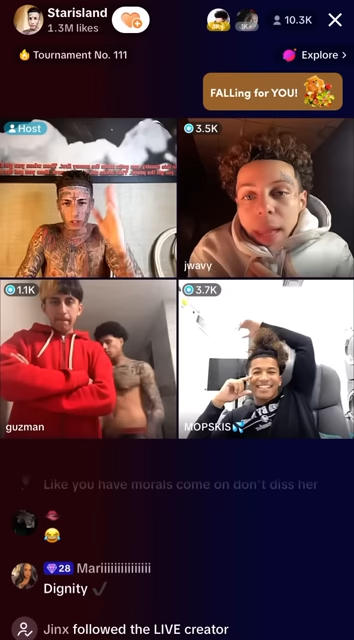 Starisland
1.3M likes
10.3K
Tournament No. 111
Explore >
FALLing for YOU!
Host
3.5K
jwavy
1.1K
3.7K
guzman
MOPSKIS
Like you have morals come on don't diss her
28 Mariiiiiiiiiiiiiii
Dignity
Jinx followed the LIVE creator